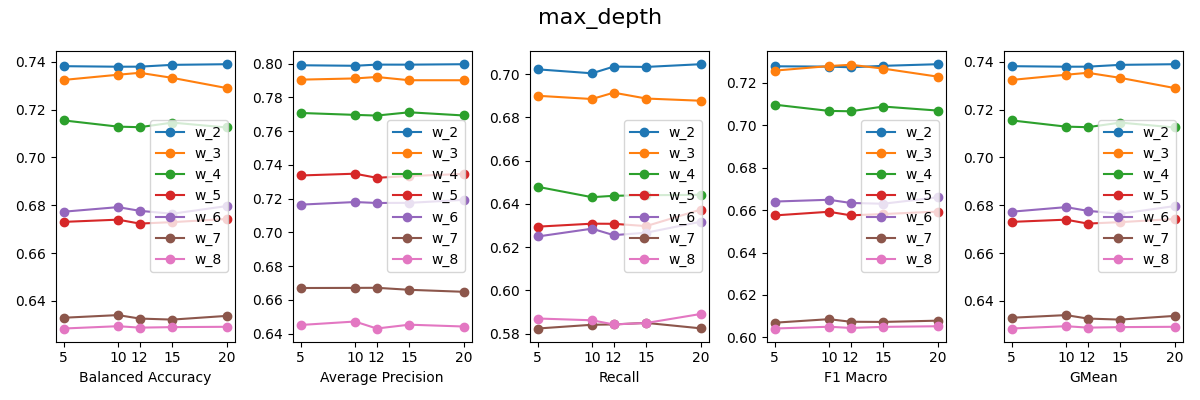 max_depth
0.74
0.72
0.70
0.68
0.66
0.64
5 10 12 15 20
Balanced Accuracy
w_2
w_3
w_4
w_5
w_6
w_7
w_8
0.80
0.78
0.76
0.74
0.72
0.70
0.68
0.66
0.64
5 10 12 15 20
Average Precision
w_2
w_3
w_4
w_5
w_6
w_7
w_8
0.70
0.68
0.66
0.64
0.62
0.60
0.58
5 10 12 15 20
Recall
w_2
w_3
w_4
w_5
w_6
w_7
w_8
0.72
0.70
0.68
0.66
0.64
0.62
0.60
5 10 12 15 20
F1 Macro
w_2
w_3
w_4
w_5
w_6
w_7
w_8
0.74
0.72
0.70
0.68
0.66
0.64
5 10 12 15 20
GMean
w_2
w_3
w_4
w_5
w_6
w_7
w_8